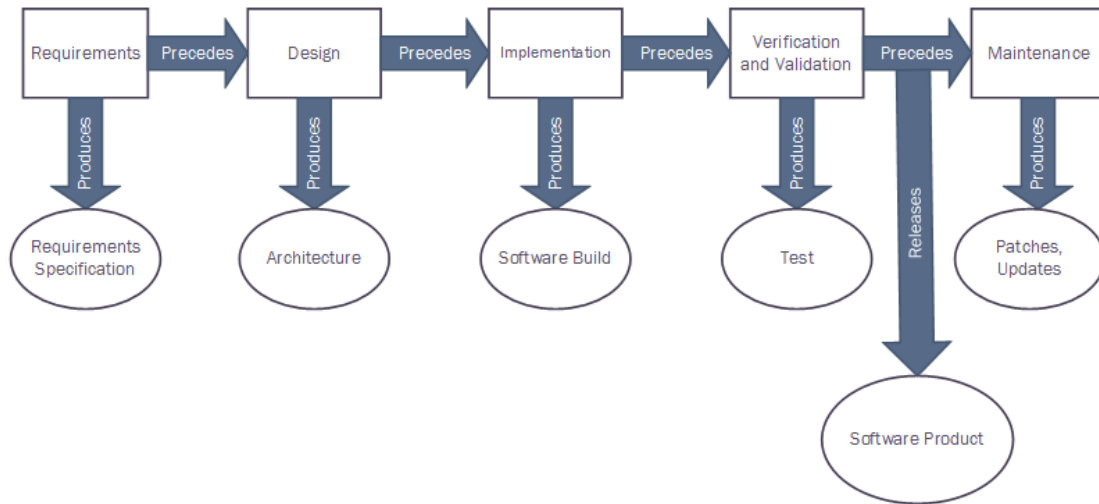 Requirements
Precedes
Design
Precedes
Implementation
Precedes
Verification
and Validation
Precedes
Maintenance
Produces
Produces
Produces
Produces
Releases
Produces
Requirements
Specification
Architecture
Software Build
Test
Patches,
Updates
Software Product